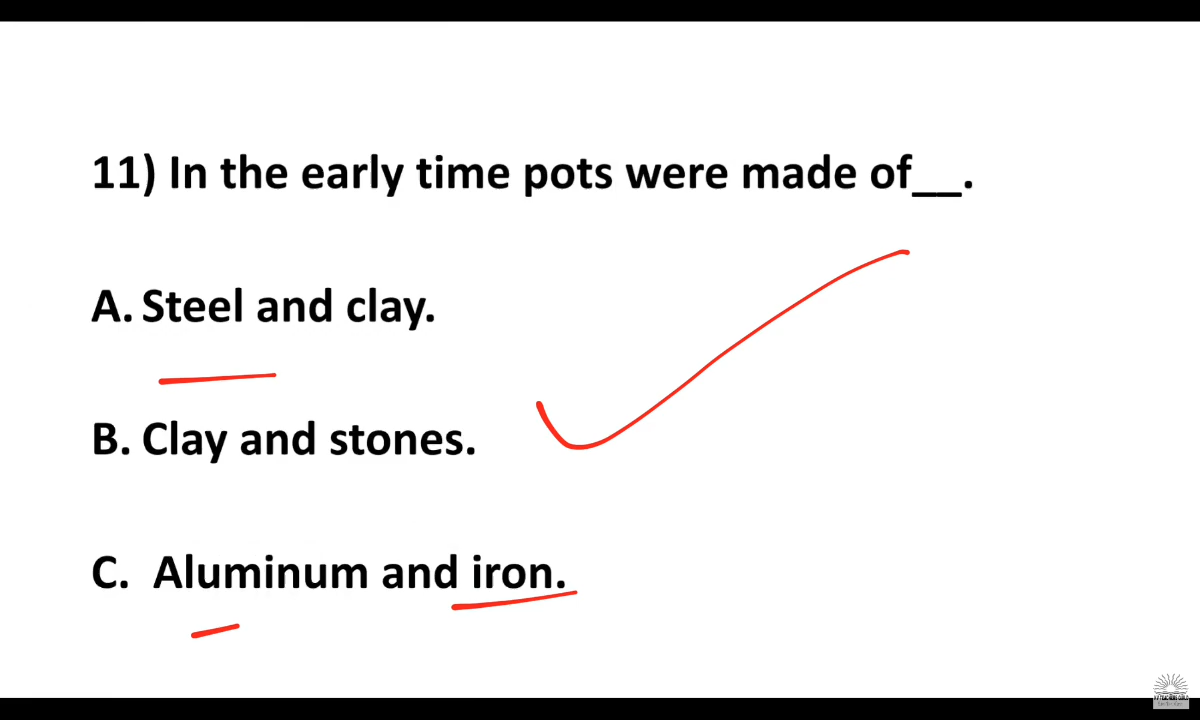 11) In the early time pots were made of__.
A. Steel and clay.
B. Clay and stones.
C. Aluminum and iron.